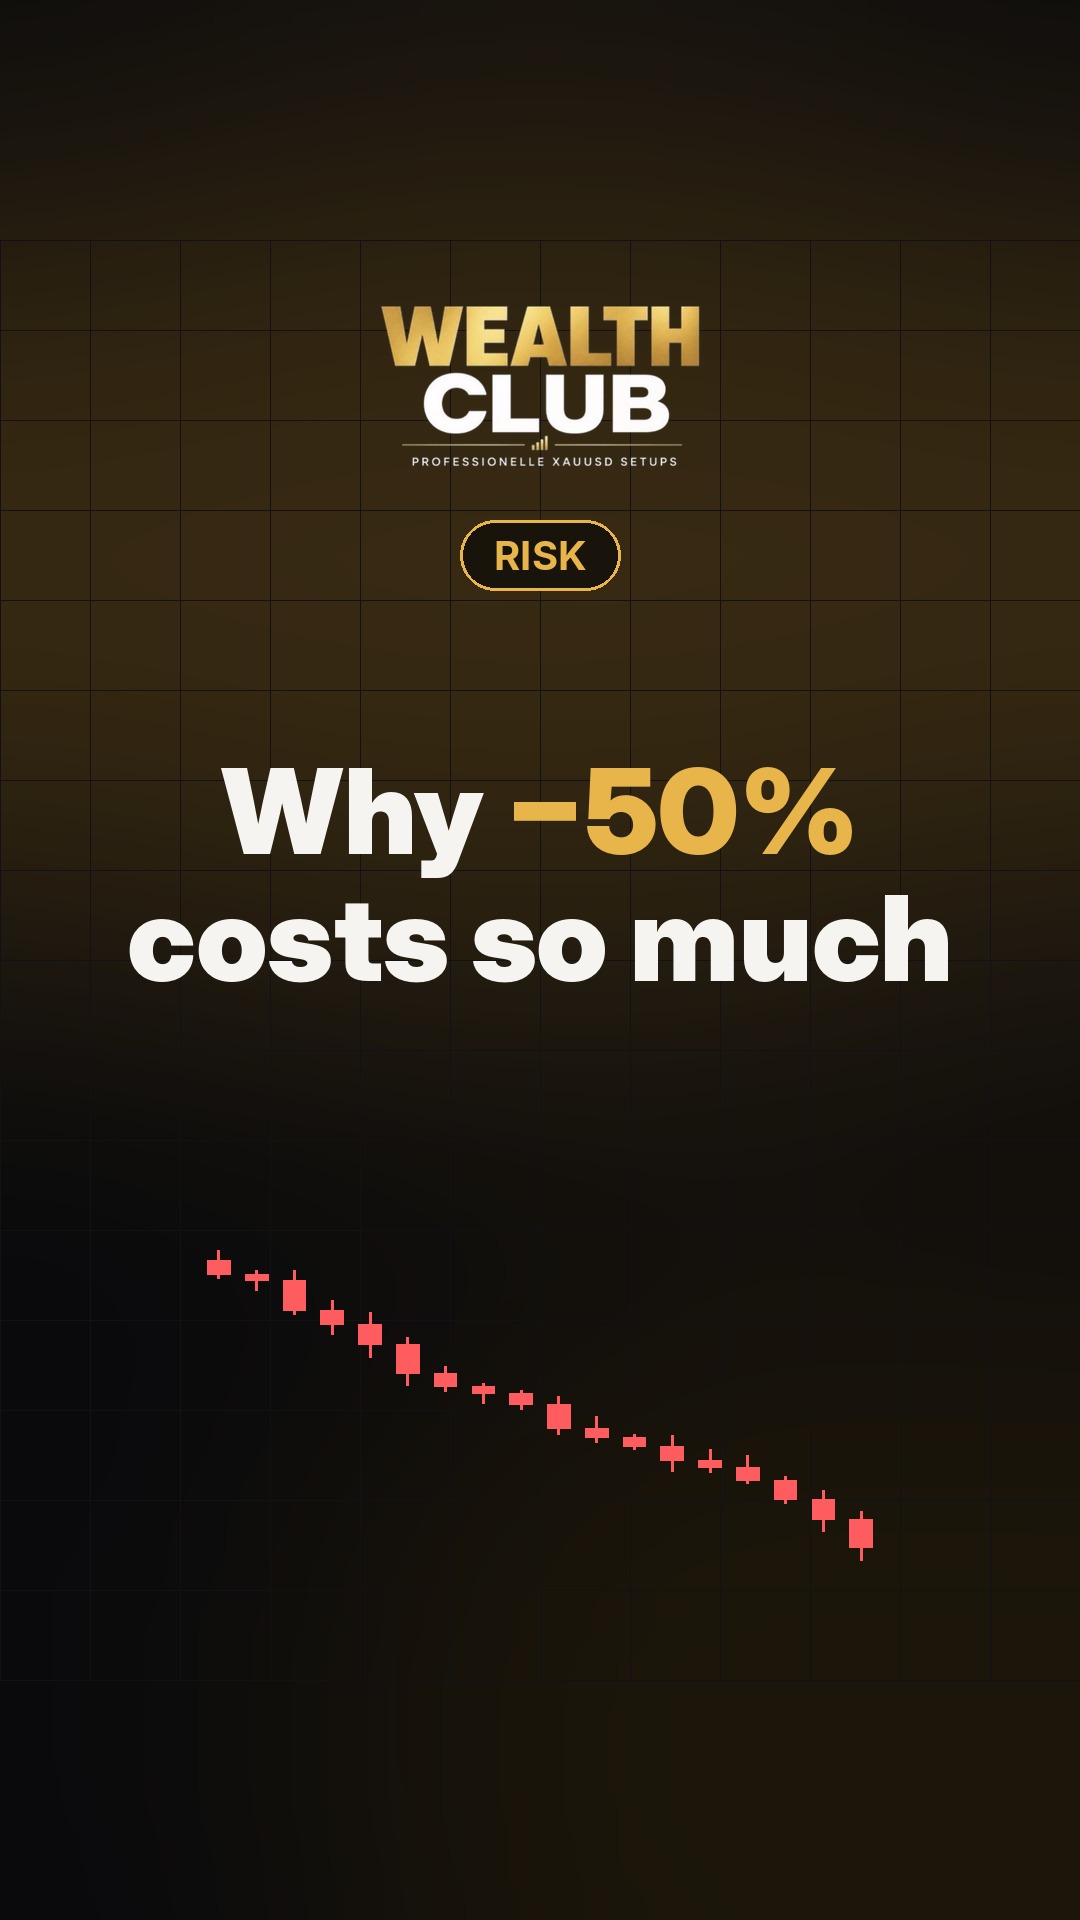 WEALTH
CLUB
PROFESSIONELLE XAUUSD SETUPS
RISK
Why −50%
costs so much